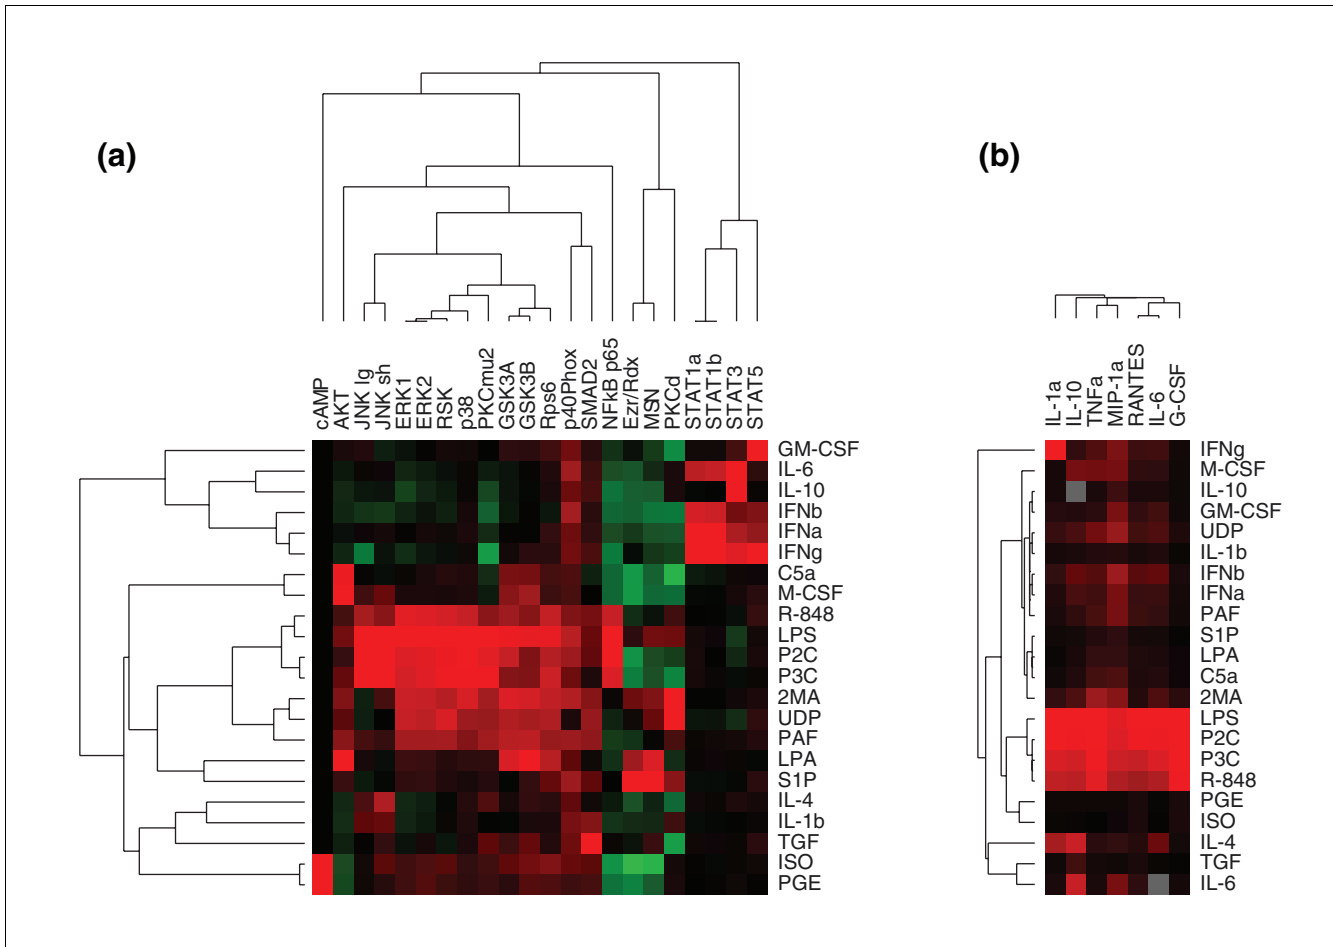 (a)
(b)
cAMP
AKT
JNK lg
JNK sh
ERK1
ERK2
RSK
p38
PKCmu2
GSK3A
GSK3B
Rps6
p40Phox
SMAD2
NFkB p65
Ezr/Rdx
MSN
PKCd
STAT1a
STAT1b
STAT3
STAT5
GM-CSF
IL-6
IL-10
IFNb
IFNa
IFNg
C5a
M-CSF
R-848
LPS
P2C
P3C
2MA
UDP
PAF
LPA
S1P
IL-4
IL-1b
TGF
ISO
PGE
IL-1a
IL-10
TNFa
MIP-1a
RANTES
IL-6
G-CSF
IFNg
M-CSF
IL-10
GM-CSF
UDP
IL-1b
IFNb
IFNa
PAF
S1P
LPA
C5a
2MA
LPS
P2C
P3C
R-848
PGE
ISO
IL-4
TGF
IL-6